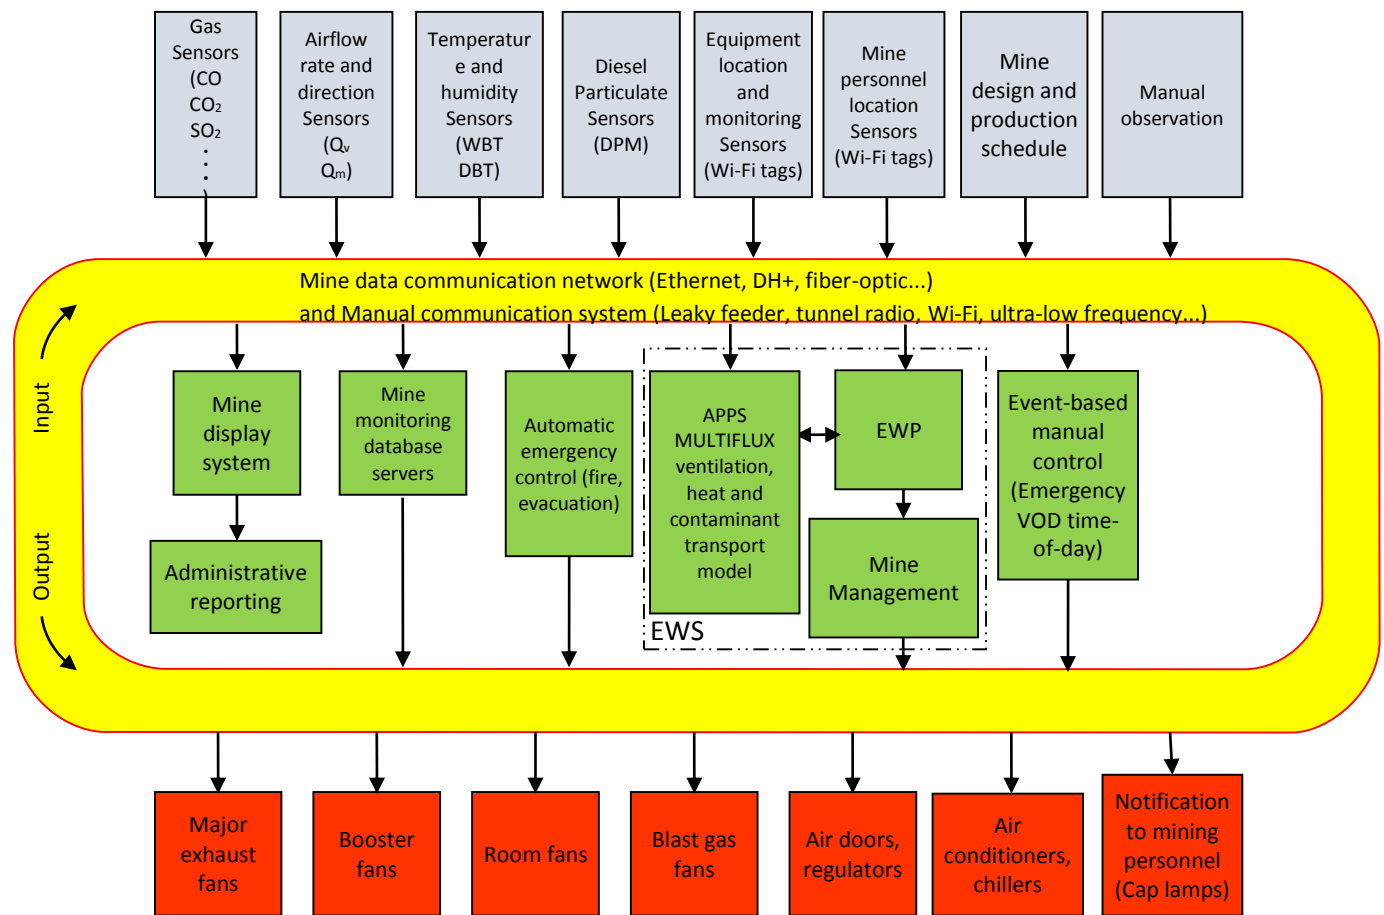 Gas
Sensors
(CO
CO₂
SO₂
.
.
.
.
)
Airflow
rate and
direction
Sensors
(Qᵥ
Qₘ)
Temperatur
e and
humidity
Sensors
(WBT
DBT)
Diesel
Particulate
Sensors
(DPM)
Equipment
location
and
monitoring
Sensors
(Wi-Fi tags)
Mine
personnel
location
Sensors
(Wi-Fi tags)
Mine
design and
production
schedule
Manual
observation
Mine data communication network (Ethernet, DH+, fiber-optic...)
and Manual communication system (Leaky feeder, tunnel radio, Wi-Fi, ultra-low frequency...)
Input
Output
Mine
display
system
Administrative
reporting
Mine
monitoring
database
servers
Automatic
emergency
control (fire,
evacuation)
APPS
MULTIFLUX
ventilation,
heat and
contaminant
transport
model
EWP
Mine
Management
EWS
Event-based
manual
control
(Emergency
VOD time-
of-day)
Major
exhaust
fans
Booster
fans
Room fans
Blast gas
fans
Air doors,
regulators
Air
conditioners,
chillers
Notification
to mining
personnel
(Cap lamps)